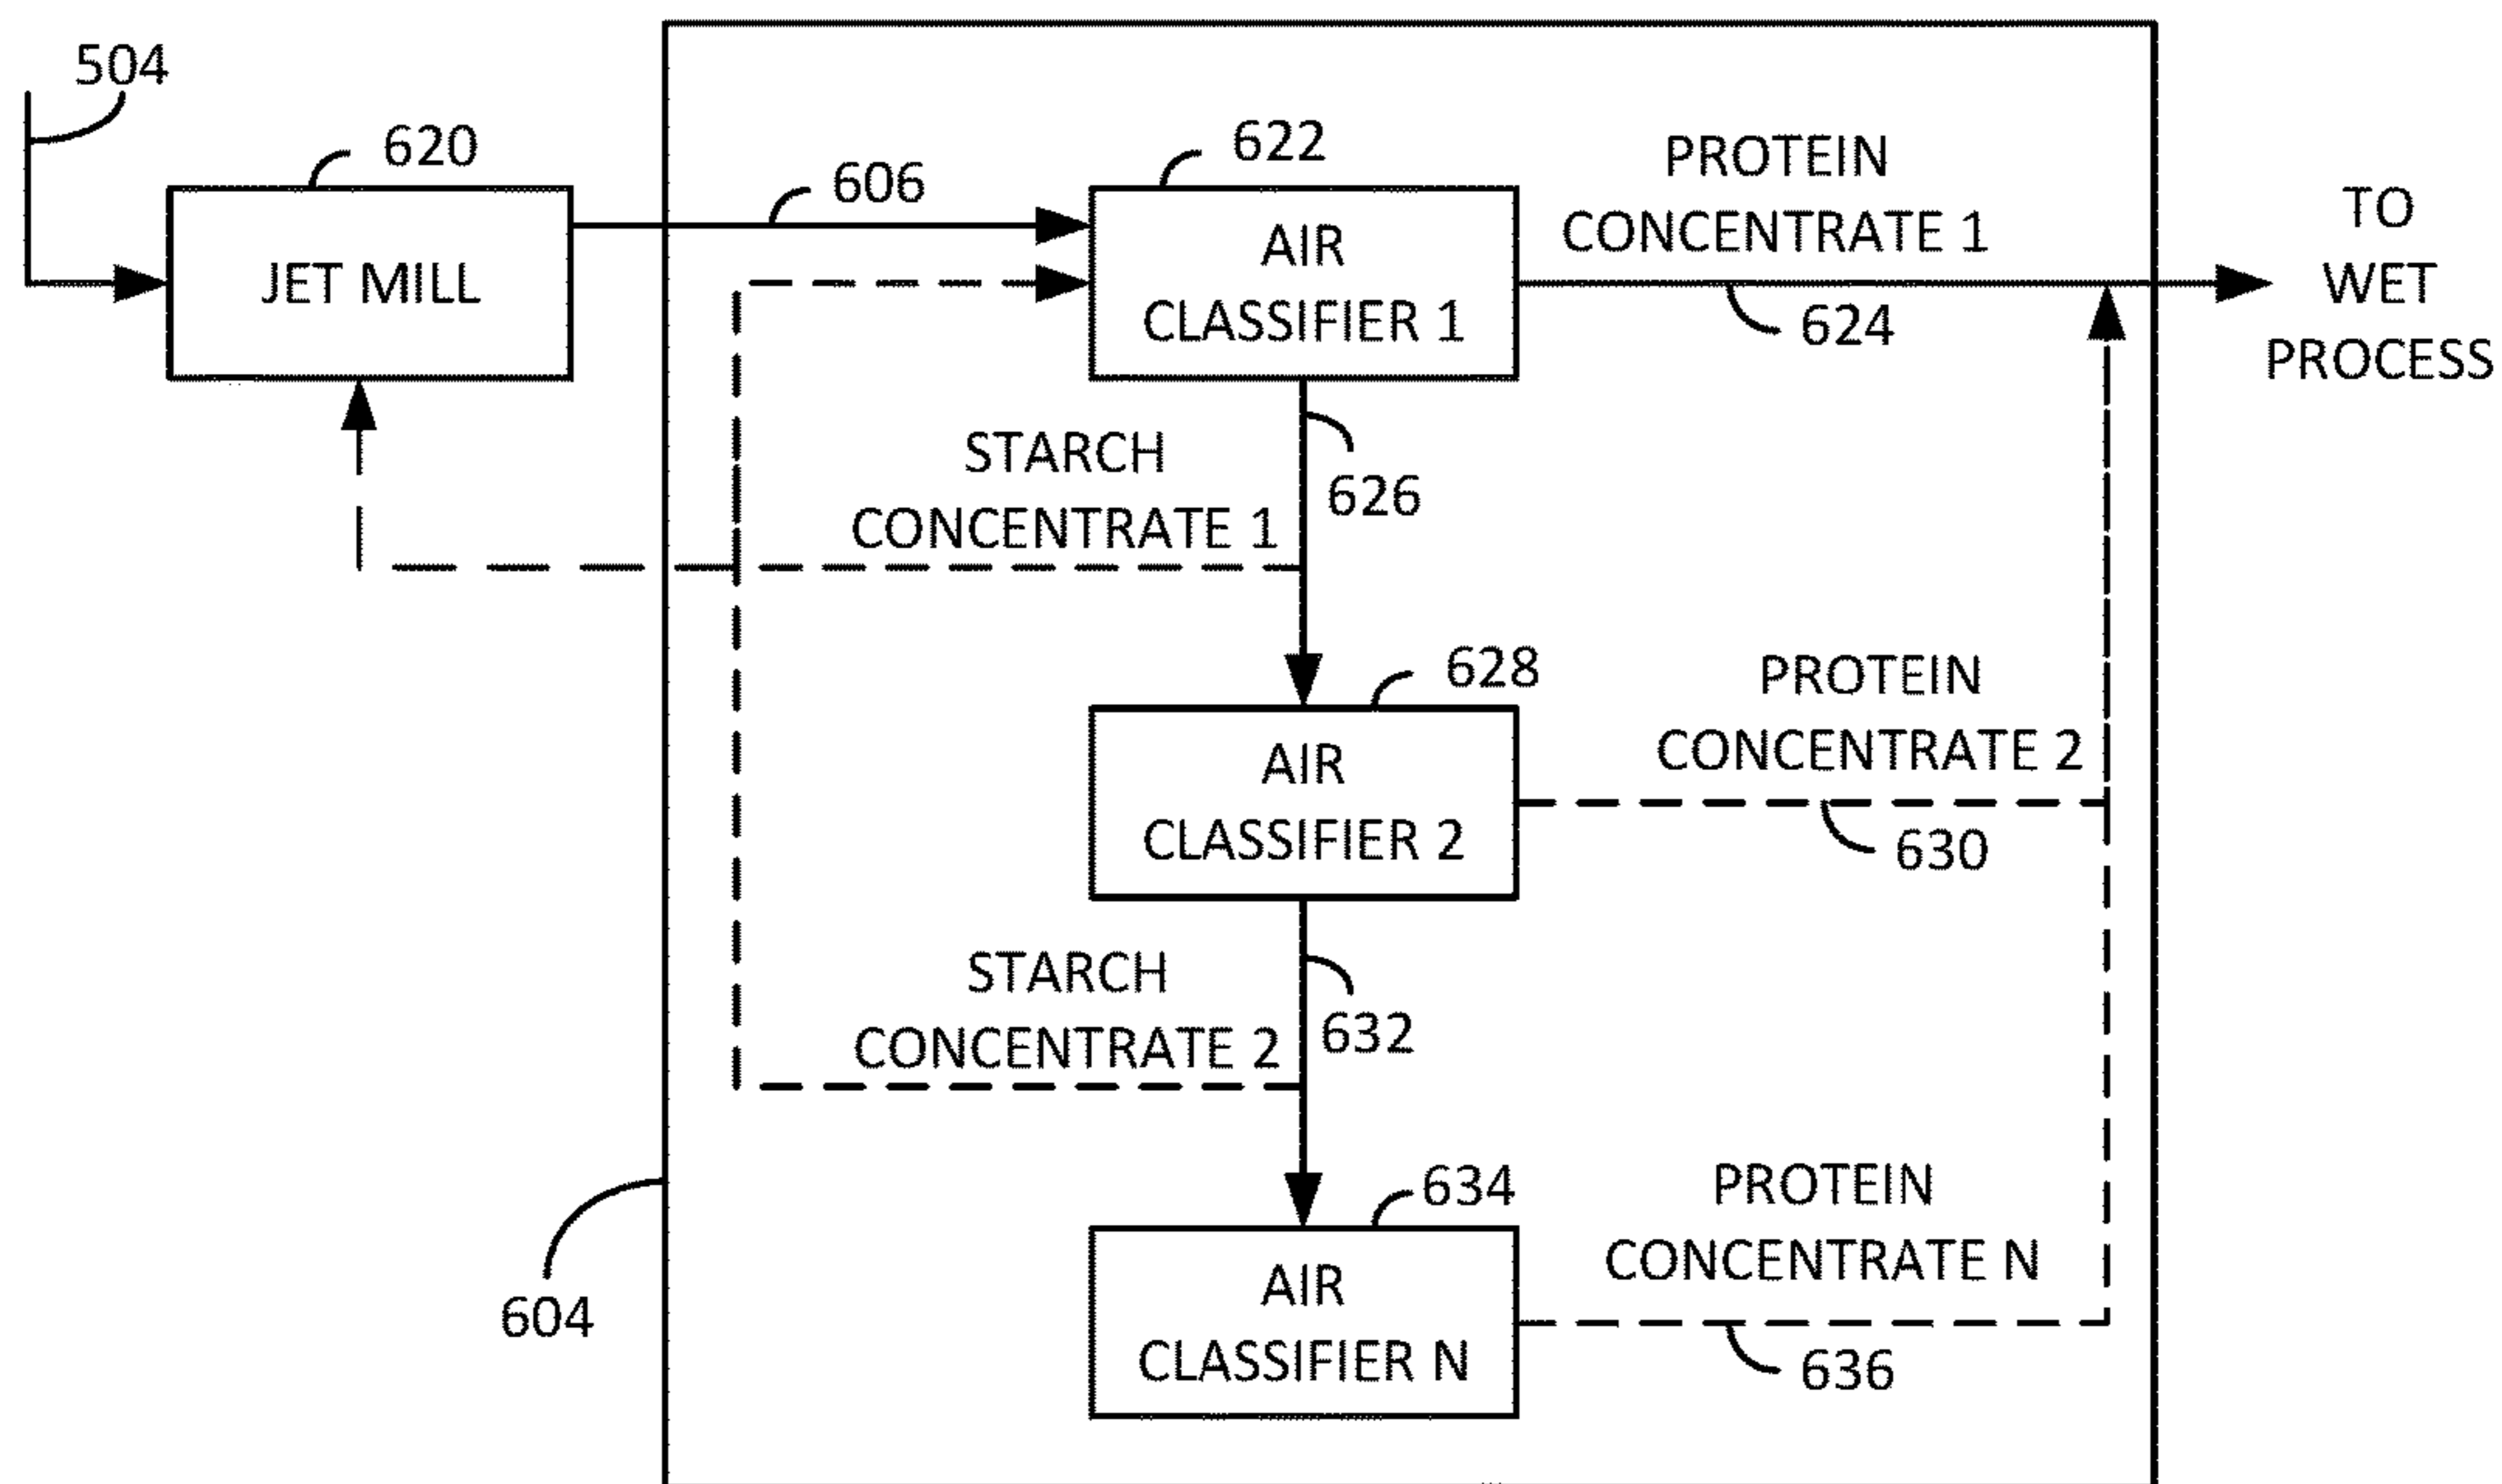 504
620
JET MILL
606
622
AIR
CLASSIFIER 1
PROTEIN
CONCENTRATE 1
624
TO
WET
PROCESS
STARCH
CONCENTRATE 1
626
628
AIR
CLASSIFIER 2
PROTEIN
CONCENTRATE 2
630
STARCH
CONCENTRATE 2
632
634
AIR
CLASSIFIER N
PROTEIN
CONCENTRATE N
636
604